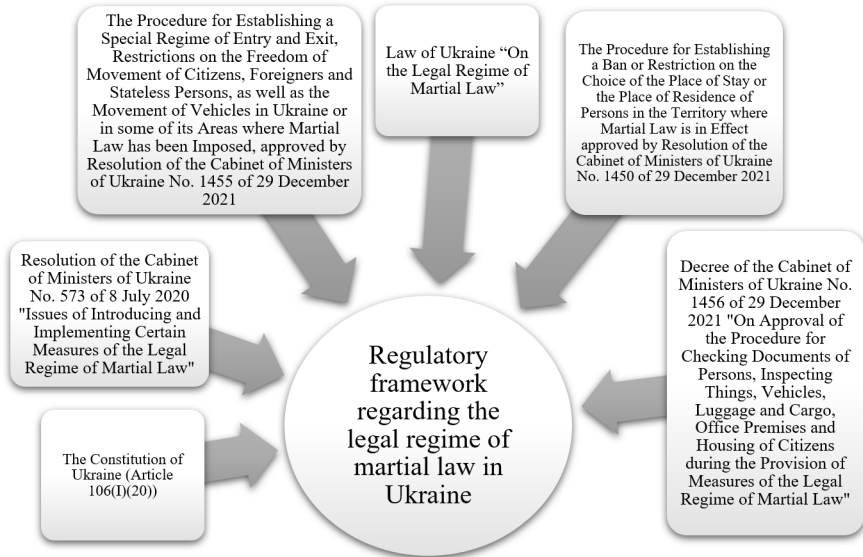 The Procedure for Establishing a
Special Regime of Entry and Exit,
Restrictions on the Freedom of
Movement of Citizens, Foreigners and
Stateless Persons, as well as the
Movement of Vehicles in Ukraine or
in some of its Areas where Martial
Law has been Imposed, approved by
Resolution of the Cabinet of Ministers
of Ukraine No. 1455 of 29 December
2021
Law of Ukraine “On
the Legal Regime of
Martial Law”
The Procedure for Establishing
a Ban or Restriction on the
Choice of the Place of Stay or
the Place of Residence of
Persons in the Territory where
Martial Law is in Effect
approved by Resolution of the
Cabinet of Ministers of Ukraine
No. 1450 of 29 December 2021
Resolution of the Cabinet
of Ministers of Ukraine
No. 573 of 8 July 2020
"Issues of Introducing and
Implementing Certain
Measures of the Legal
Regime of Martial Law"
Decree of the Cabinet of
Ministers of Ukraine No.
1456 of 29 December
2021 "On Approval of
the Procedure for
Checking Documents of
Persons, Inspecting
Things, Vehicles,
Luggage and Cargo,
Office Premises and
Housing of Citizens
during the Provision of
Measures of the Legal
Regime of Martial Law"
The Constitution of
Ukraine (Article
106(I)(20))
Regulatory
framework
regarding the
legal regime of
martial law in
Ukraine